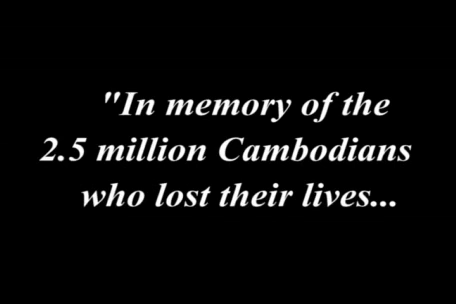 "In memory of the
2.5 million Cambodians
who lost their lives...